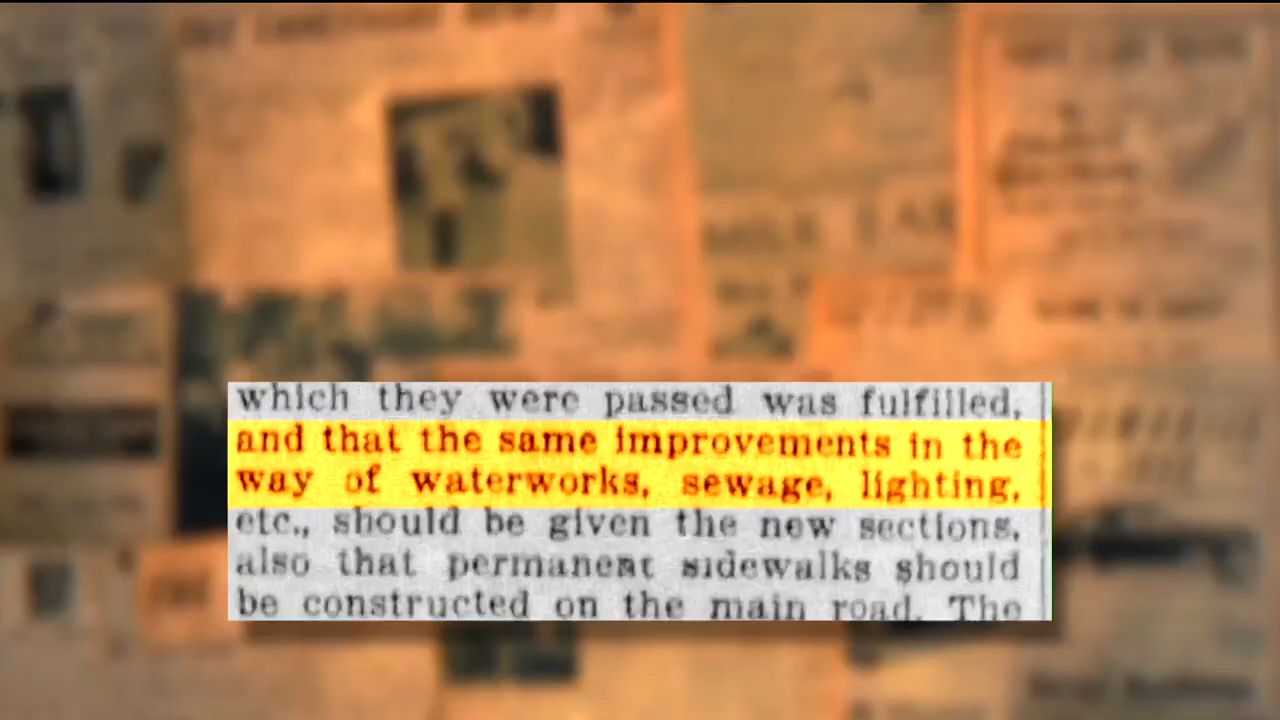 which they were passed was fulfilled,
and that the same improvements in the
way of waterworks, sewage, lighting,
etc., should be given the new sections,
also that permanent sidewalks should
be constructed on the main road. The